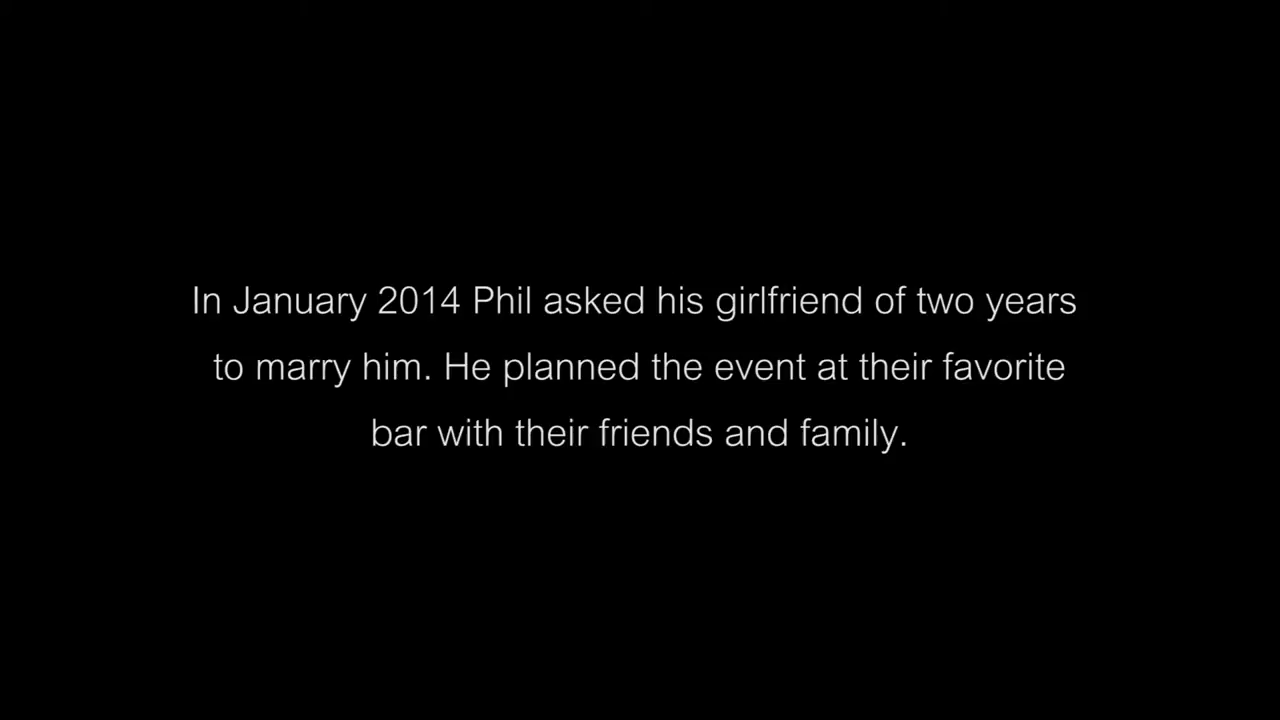 In January 2014 Phil asked his girlfriend of two years
to marry him. He planned the event at their favorite
bar with their friends and family.